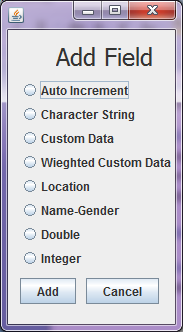 Add Field
Auto Increment
Character String
Custom Data
Wieghted Custom Data
Location
Name-Gender
Double
Integer
Add Cancel